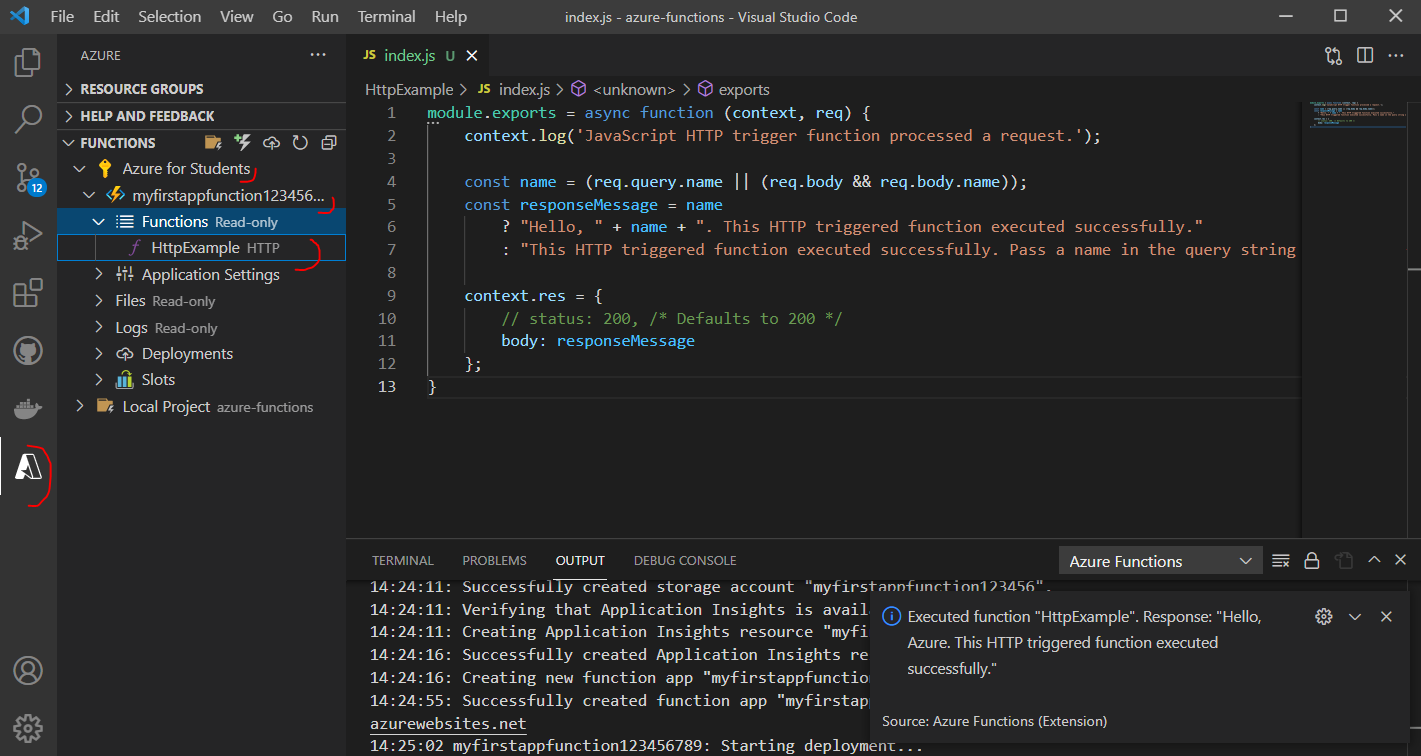 File Edit Selection View Go Run Terminal Help
index.js - azure-functions - Visual Studio Code
AZURE
RESOURCE GROUPS
HELP AND FEEDBACK
FUNCTIONS
Azure for Students
myfirstappfunction123456...
Functions Read-only
HttpExample HTTP
Application Settings
Files Read-only
Logs Read-only
Deployments
Slots
Local Project azure-functions
12
JS index.js U
HttpExample > JS index.js > <unknown> > exports
1 module.exports = async function (context, req) {
2 context.log('JavaScript HTTP trigger function processed a request.');
3
4 const name = (req.query.name || (req.body && req.body.name));
5 const responseMessage = name
6 ? "Hello, " + name + ". This HTTP triggered function executed successfully."
7 : "This HTTP triggered function executed successfully. Pass a name in the query string
8
9 context.res = {
10 // status: 200, /* Defaults to 200 */
11 body: responseMessage
12 };
13 }
TERMINAL PROBLEMS OUTPUT DEBUG CONSOLE
Azure Functions
14:24:11: Successfully created storage account "myfirstappfunction123456".
14:24:11: Verifying that Application Insights is avail
14:24:11: Creating Application Insights resource "myfi
14:24:16: Successfully created Application Insights re
14:24:16: Creating new function app "myfirstappfunction
14:24:55: Successfully created function app "myfirstap
azurewebsites.net
14:25:02 myfirstappfunction123456789: Starting deployment...
Executed function "HttpExample". Response: "Hello,
Azure. This HTTP triggered function executed
successfully."
Source: Azure Functions (Extension)